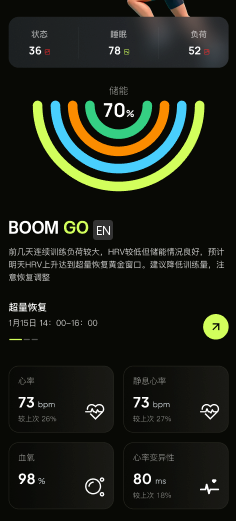 状态 睡眠 负荷
36 78 52
储能
70%
BOOM GO EN
前几天连续训练负荷较大，HRV较低但储能情况良好，预计
明天HRV上升达到超量恢复黄金窗口，建议降低训练量，注
意恢复调整
超量恢复
1月15日 14：00-16：00
心率 静息心率
73 bpm 73 bpm
较上次 26% 较上次 27%
血氧 心率变异性
98 % 80 ms
较上次 18%